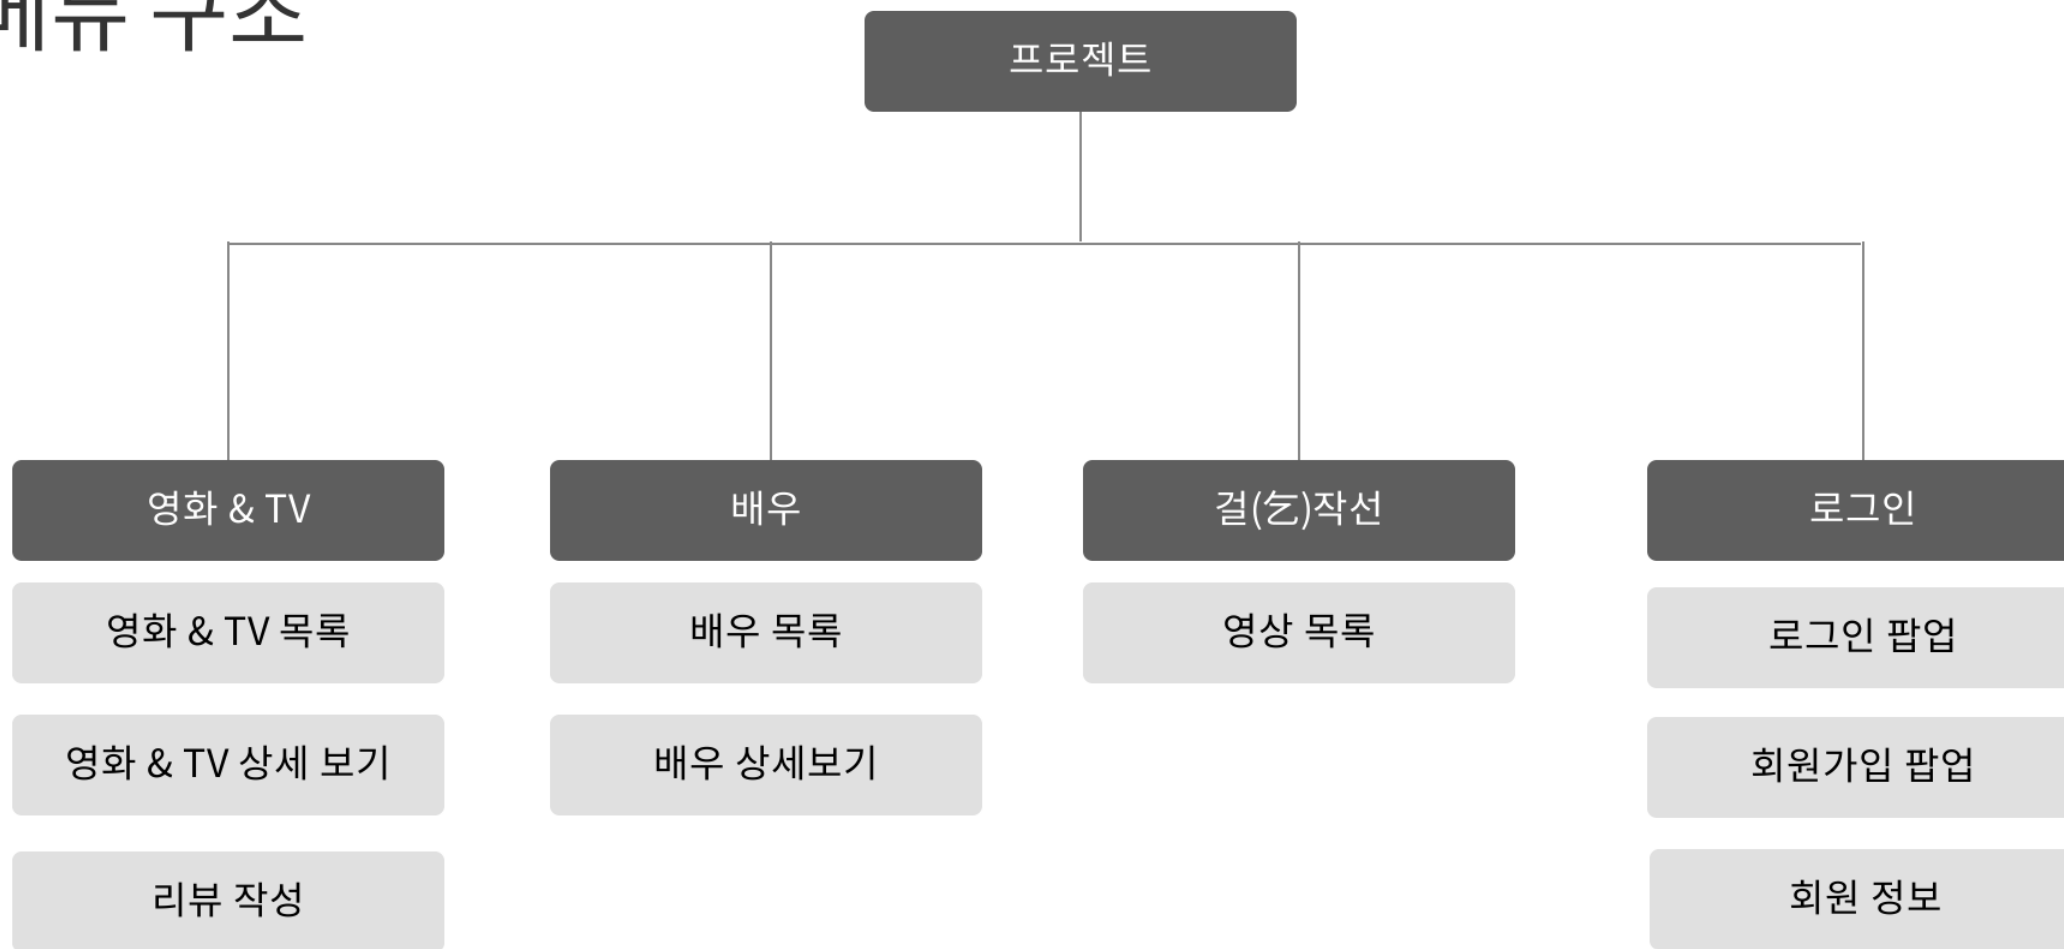 메뉴 구조
프로젝트
영화 & TV
배우
걸(乞)작선
로그인
영화 & TV 목록
배우 목록
영상 목록
로그인 팝업
영화 & TV 상세 보기
배우 상세보기
회원가입 팝업
리뷰 작성
회원 정보